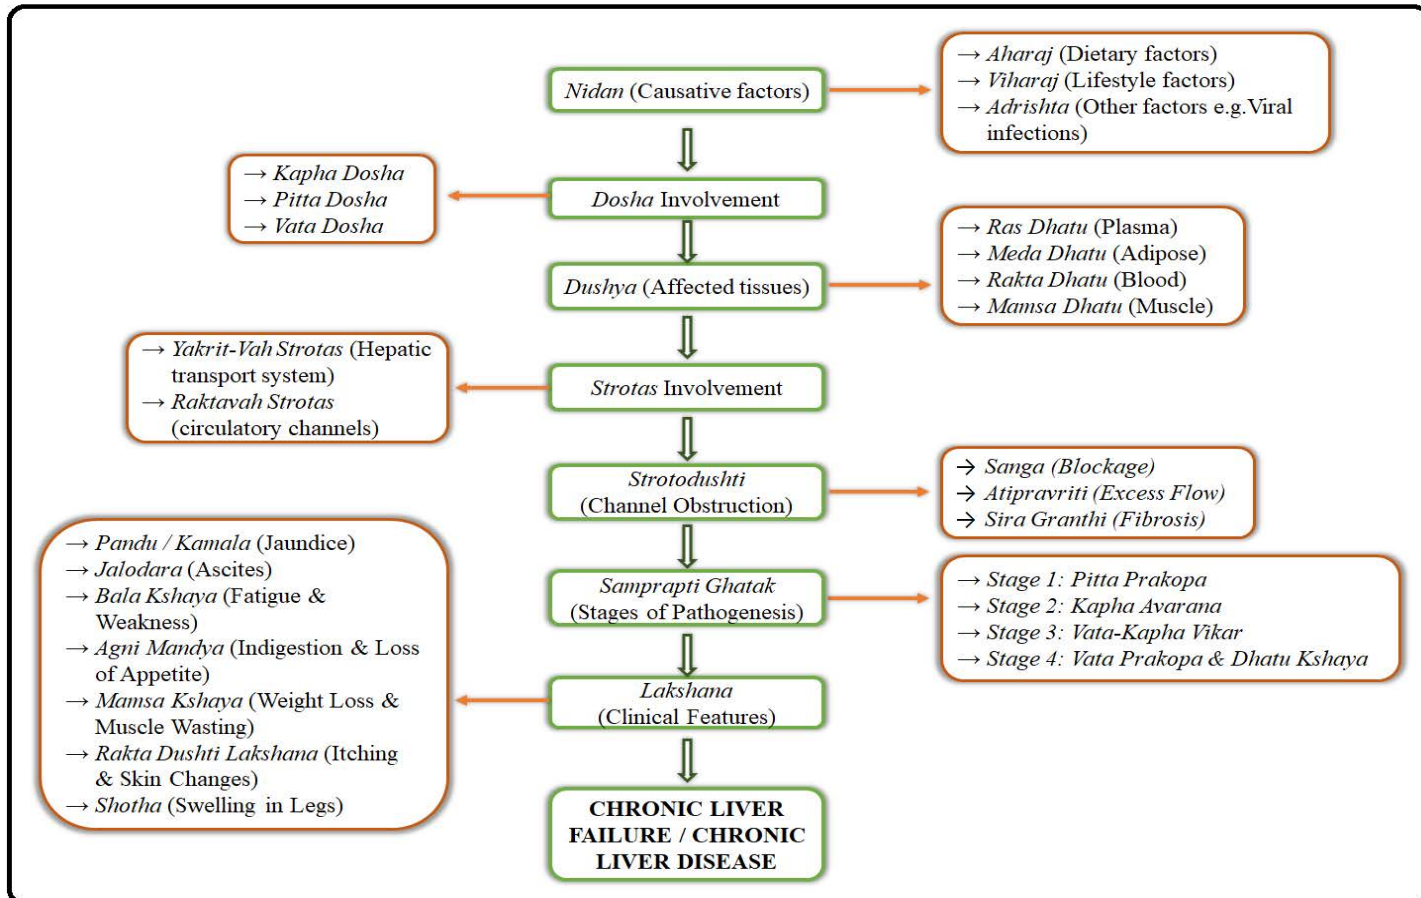 Nidan (Causative factors)
→ Aharaj (Dietary factors)
→ Viharaj (Lifestyle factors)
→ Adrishta (Other factors e.g.Viral
infections)
Dosha Involvement
→ Kapha Dosha
→ Pitta Dosha
→ Vata Dosha
Dushya (Affected tissues)
→ Ras Dhatu (Plasma)
→ Meda Dhatu (Adipose)
→ Rakta Dhatu (Blood)
→ Mamsa Dhatu (Muscle)
Strotas Involvement
→ Yakrit-Vah Strotas (Hepatic
transport system)
→ Raktavah Strotas
(circulatory channels)
Strotodushti
(Channel Obstruction)
→ Sanga (Blockage)
→ Atipravriti (Excess Flow)
→ Sira Granthi (Fibrosis)
Samprapti Ghatak
(Stages of Pathogenesis)
→ Stage 1: Pitta Prakopa
→ Stage 2: Kapha Avarana
→ Stage 3: Vata-Kapha Vikar
→ Stage 4: Vata Prakopa & Dhatu Kshaya
Lakshana
(Clinical Features)
→ Pandu / Kamala (Jaundice)
→ Jalodara (Ascites)
→ Bala Kshaya (Fatigue &
Weakness)
→ Agni Mandya (Indigestion & Loss
of Appetite)
→ Mamsa Kshaya (Weight Loss &
Muscle Wasting)
→ Rakta Dushti Lakshana (Itching
& Skin Changes)
→ Shotha (Swelling in Legs)
CHRONIC LIVER
FAILURE / CHRONIC
LIVER DISEASE